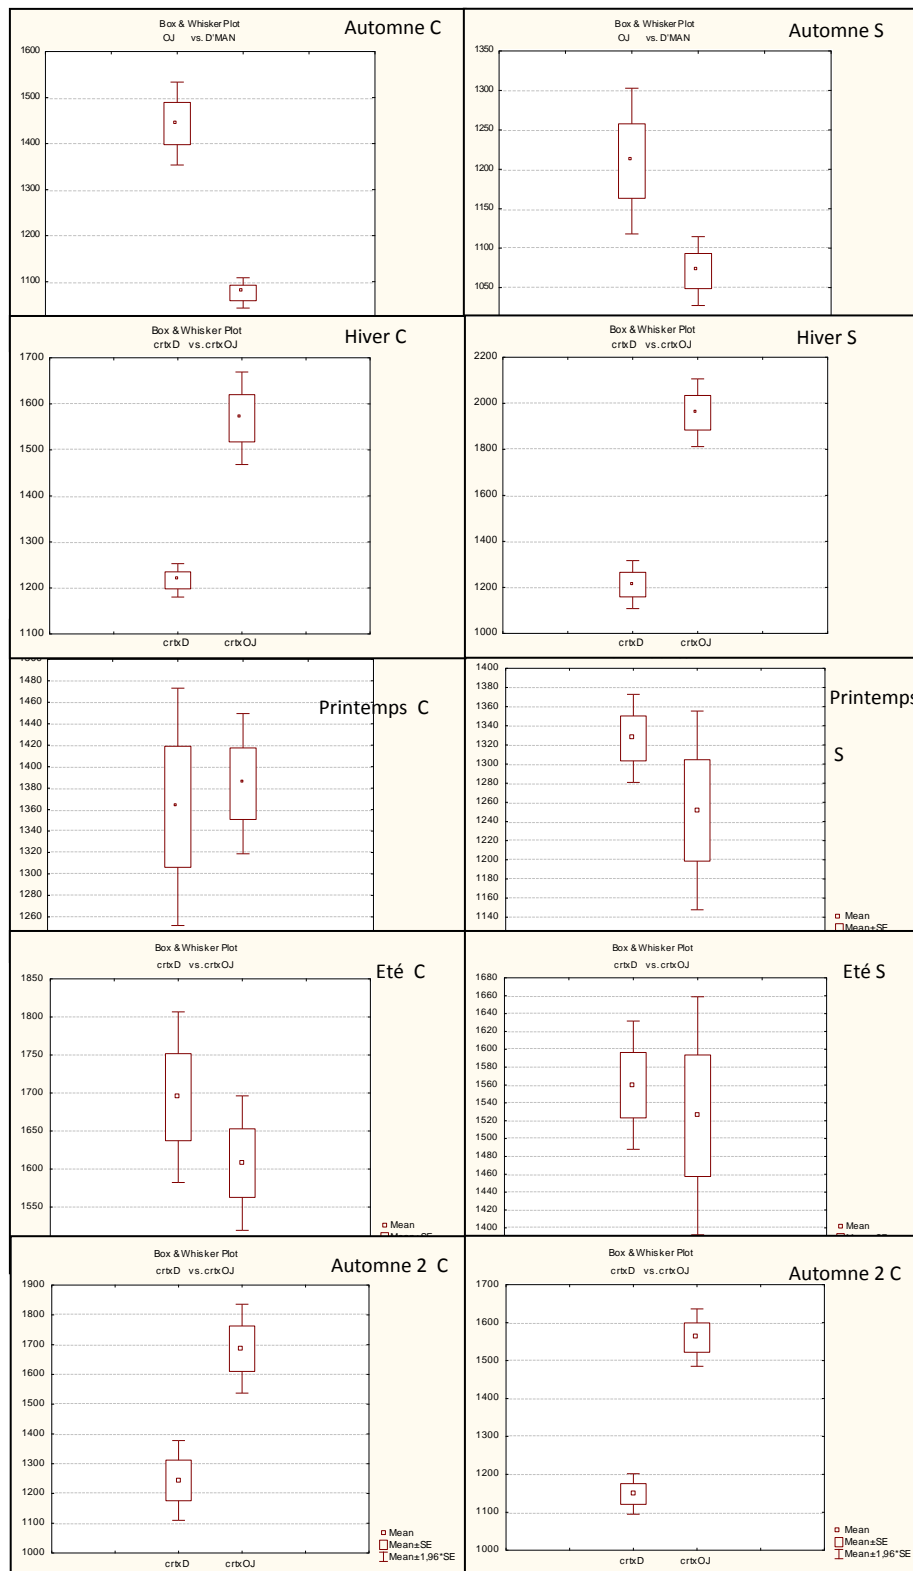 Box & Whisker Plot
OJ vs. D'MAN
Automne C
1600
1500
1400
1300
1200
1100
Box & Whisker Plot
OJ vs. D'MAN
Automne S
1350
1300
1250
1200
1150
1100
1050
Box & Whisker Plot
crtxD vs. crtxOJ
Hiver C
1700
1600
1500
1400
1300
1200
1100
crtxD crtxOJ
Box & Whisker Plot
crtxD vs. crtxOJ
Hiver S
2200
2000
1800
1600
1400
1200
1000
crtxD crtxOJ
Printemps C
1500
1480
1460
1440
1420
1400
1380
1360
1340
1320
1300
1280
1260
Printemps
S
1400
1380
1360
1340
1320
1300
1280
1260
1240
1220
1200
1180
1160
1140
Mean
Mean±SE
Box & Whisker Plot
crtxD vs. crtxOJ
Eté C
1850
1800
1750
1700
1650
1600
1550
Mean
Mean±SE
Box & Whisker Plot
crtxD vs. crtxOJ
Eté S
1680
1660
1640
1620
1600
1580
1560
1540
1520
1500
1480
1460
1440
1420
1400
Mean
Mean±SE
Box & Whisker Plot
crtxD vs. crtxOJ
Automne 2 C
1900
1800
1700
1600
1500
1400
1300
1200
1100
1000
crtxD crtxOJ
Mean
Mean±SE
Mean±1,96*SE
Box & Whisker Plot
crtxD vs. crtxOJ
Automne 2 C
1700
1600
1500
1400
1300
1200
1100
1000
crtxD crtxOJ
Mean
Mean±SE
Mean±1,96*SE